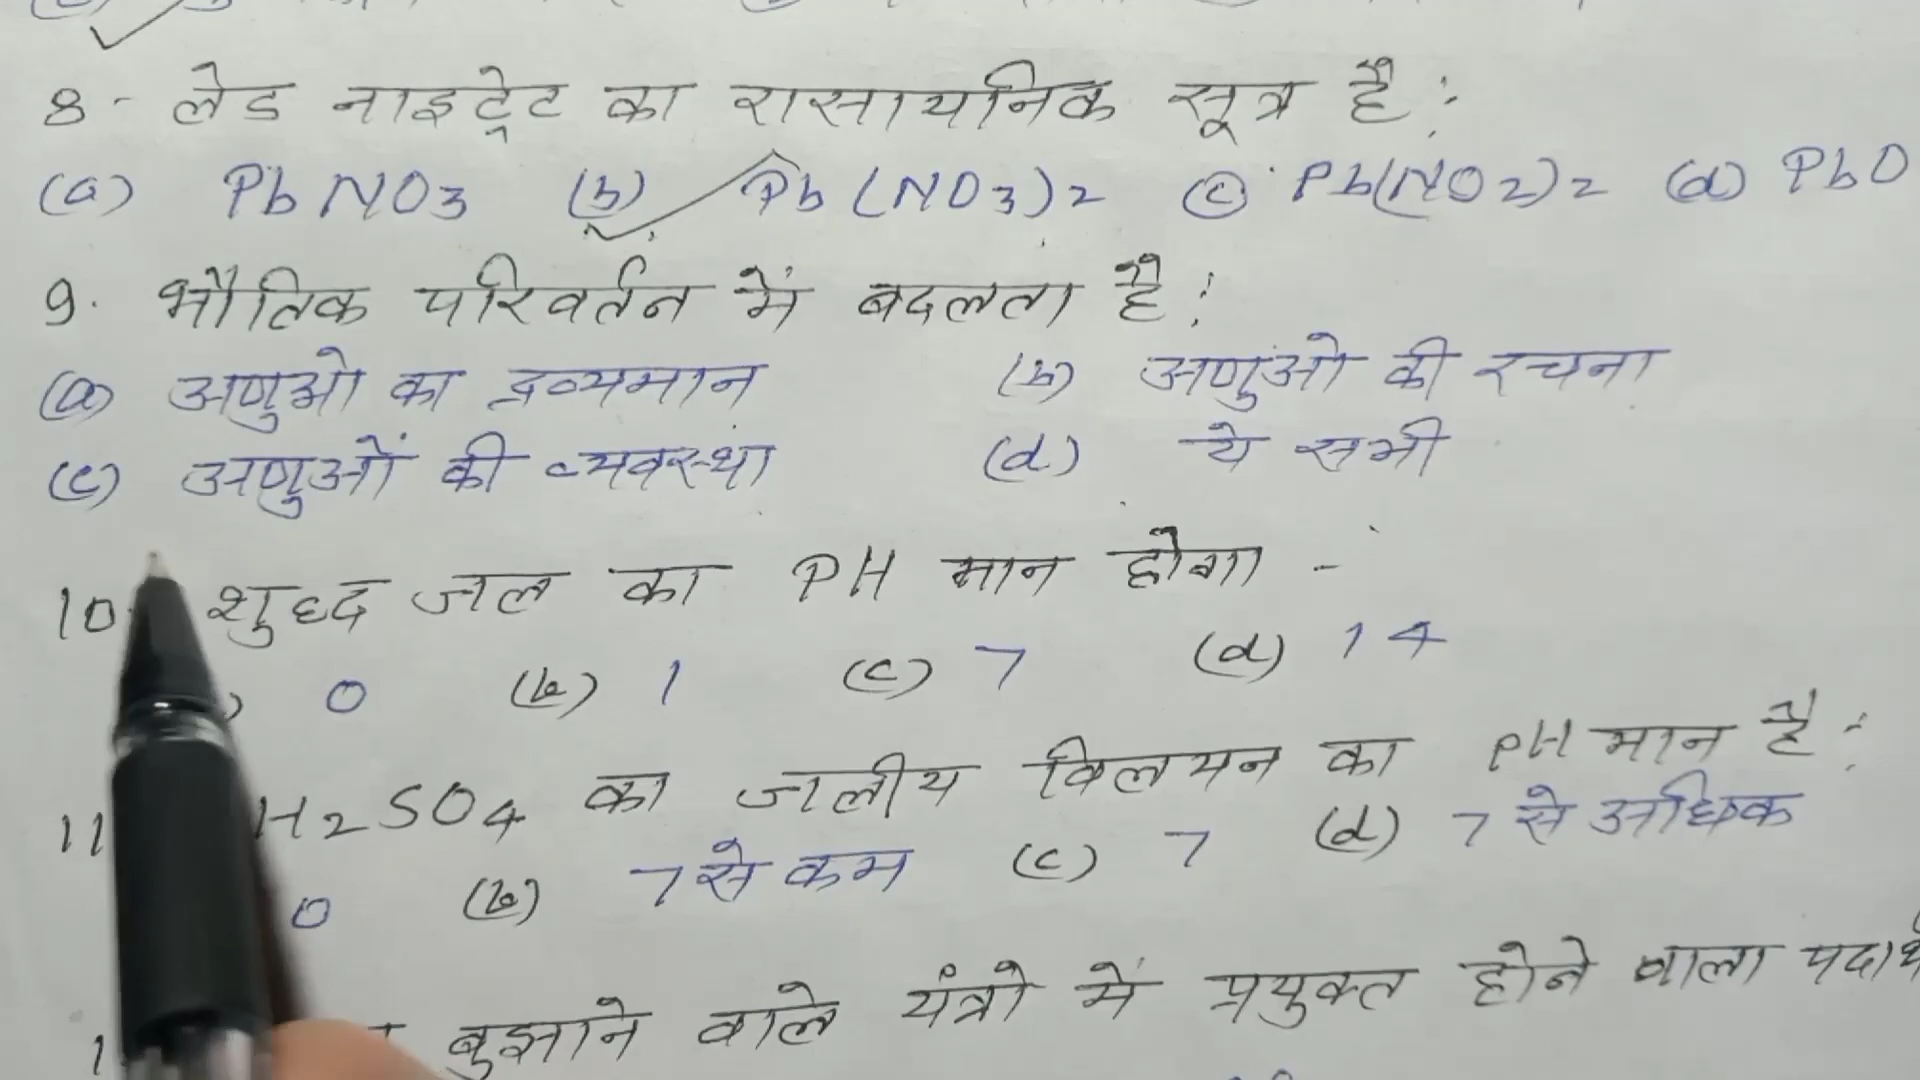 8- लेड नाइट्रेट का रासायनिक सूत्र है :
(a) PbNO3 (b) Pb(NO3)2 (c) Pb(NO2)2 (d) PbO
9. भौतिक परिवर्तन में बदलता है :
(a) अणुओ का द्रव्यमान (b) अणुओ की रचना
(c) अणुओं की व्यवस्था (d) ये सभी
10. शुध्द जल का PH मान होगा -
0 (b) 1 (c) 7 (d) 14
11 H2SO4 का जलीय विलयन का PH मान है :
0 (b) 7 से कम (c) 7 (d) 7 से अधिक
1 बुझाने वाले यंत्रो में प्रयुक्त होने वाला पदार्थ